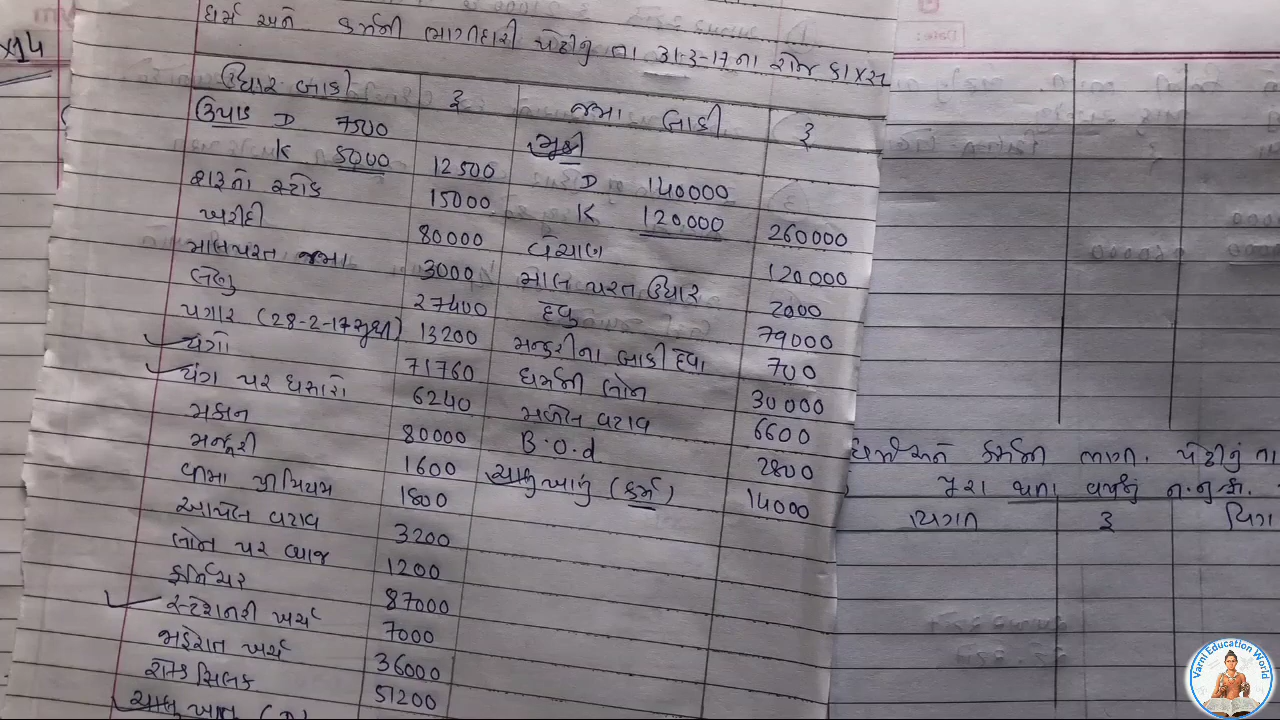 x14
ધર્મ અને કર્મની ભાગીદારી પેઢીનું તા 31-3-17ના રોજ કાચું સરવૈયું
ઉધાર બાકી ₹ જમા બાકી ₹
ઉપાડ D 7500 મૂડી
K 5000 12500 D 140000
શરૂનો સ્ટોક 15000 K 120000 260000
ખરીદી 80000 વેચાણ 120000
માલપરત જમા 3000 માલ પરત ઉધાર 2000
લેણુ 27400 દેવુ 79000
પગાર (28-2-17સુધી) 13200 મજુરીના બાકી દેવા 700
યંત્રો 71760 ધર્મની લોન 30000
યંત્ર પર ઘસારો 6240 મળેલ વટાવ 6600
મકાન 80000 B.O.d 2800
મજુરી 1600 ચાલુ ખાતું (કર્મ) 14000
વીમા પ્રીમિયમ 1800
આપેલ વટાવ 3200
લોન પર વ્યાજ 1200
ફર્નિચર 87000
સ્ટેશનરી ખર્ચ 7000
જાહેરાત ખર્ચ 36000
રોકડ સિલક 51200
ચાલુ ખાતુ (D)
ધર્મ અને કર્મની ભાગી. પેઢીનું તા
પુરા થતા વર્ષનું ન.નુ.ખા.
વિગત ₹ વિગ
Varni Education World